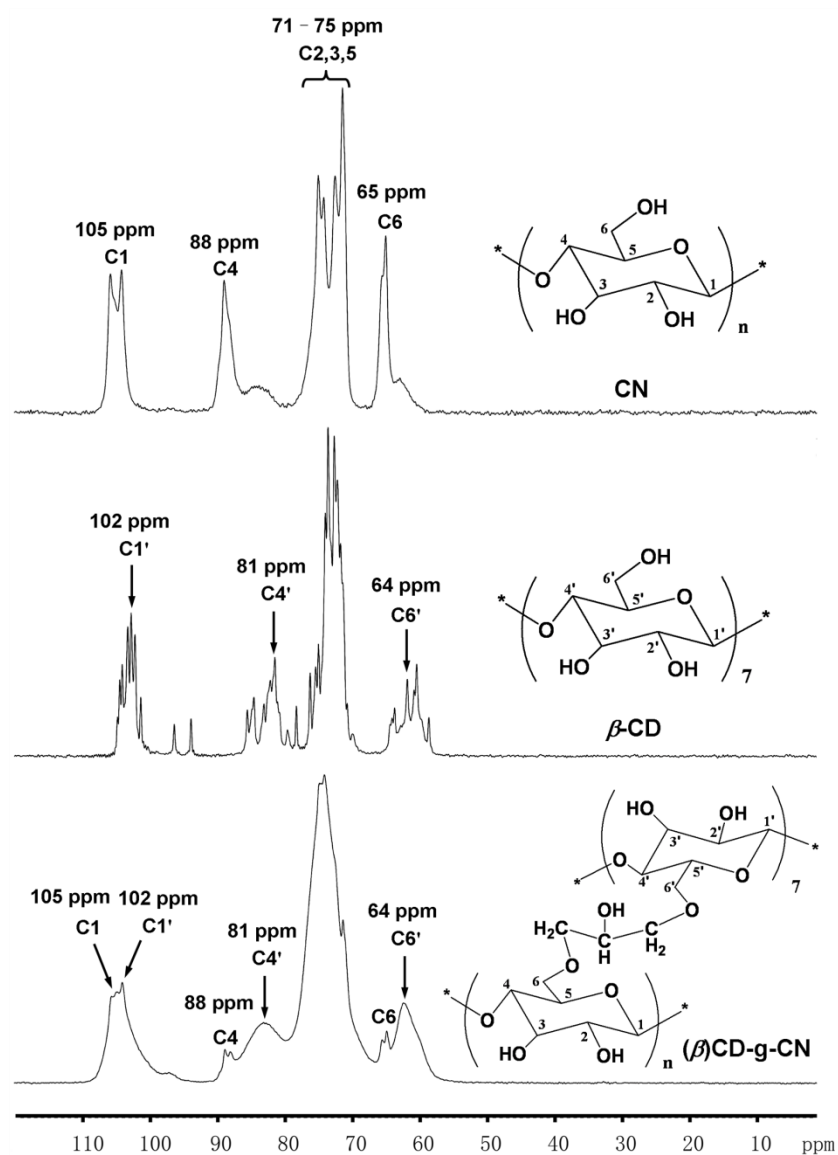 71 – 75 ppm
C2,3,5
65 ppm
C6
105 ppm
C1
88 ppm
C4
6 OH
4 5 O *
* O 3 2 1
HO OH n
CN
102 ppm
C1'
81 ppm
C4'
64 ppm
C6'
6' OH
4' 5' O *
* O 3' 2' 1'
HO OH 7
β-CD
HO OH 1'
3' 2' *
* O 4' 5' O 7
6'
OH O
H₂C C CH₂
H
O
6
4 5 O *
* O 3 2 1
HO OH n
(β)CD-g-CN
105 ppm
C1
102 ppm
C1'
81 ppm
C4'
88 ppm
C4
64 ppm
C6'
C6
110 100 90 80 70 60 50 40 30 20 10 ppm